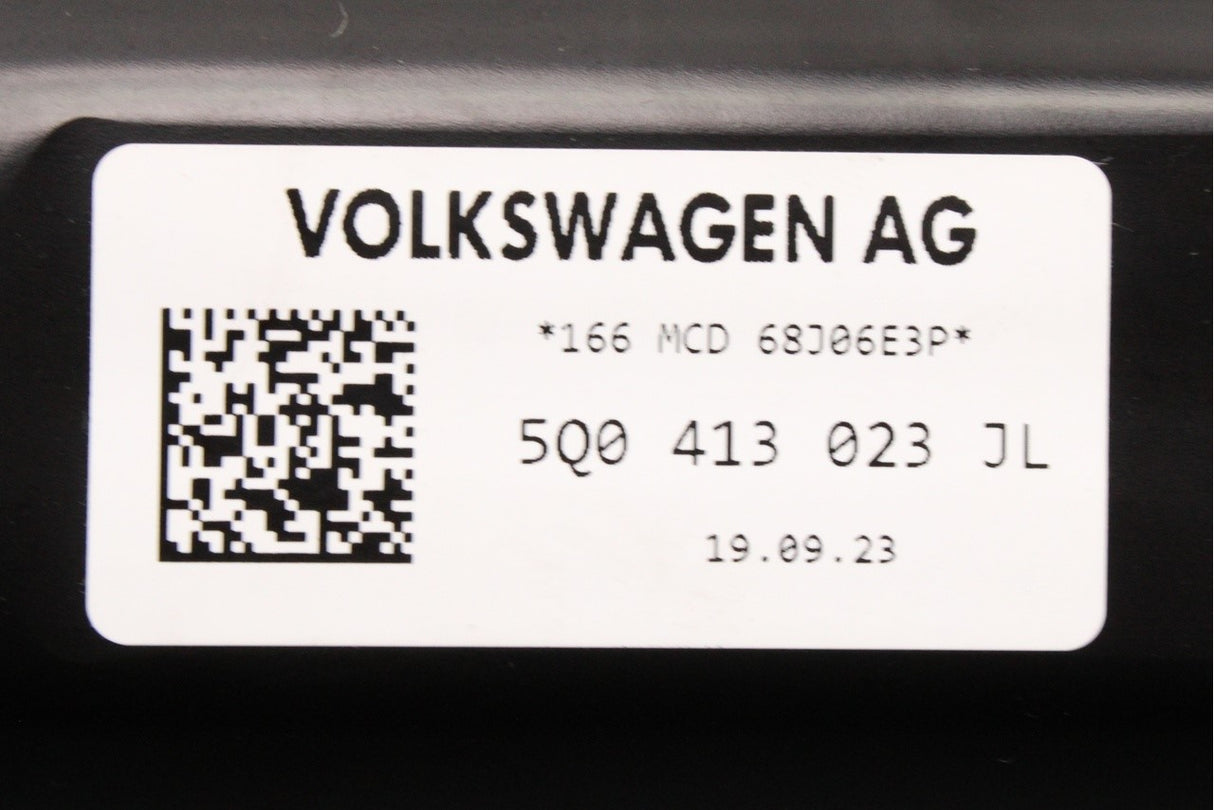 VOLKSWAGEN AG
*166 MCD 68J06E3P*
5Q0 413 023 JL
19.09.23